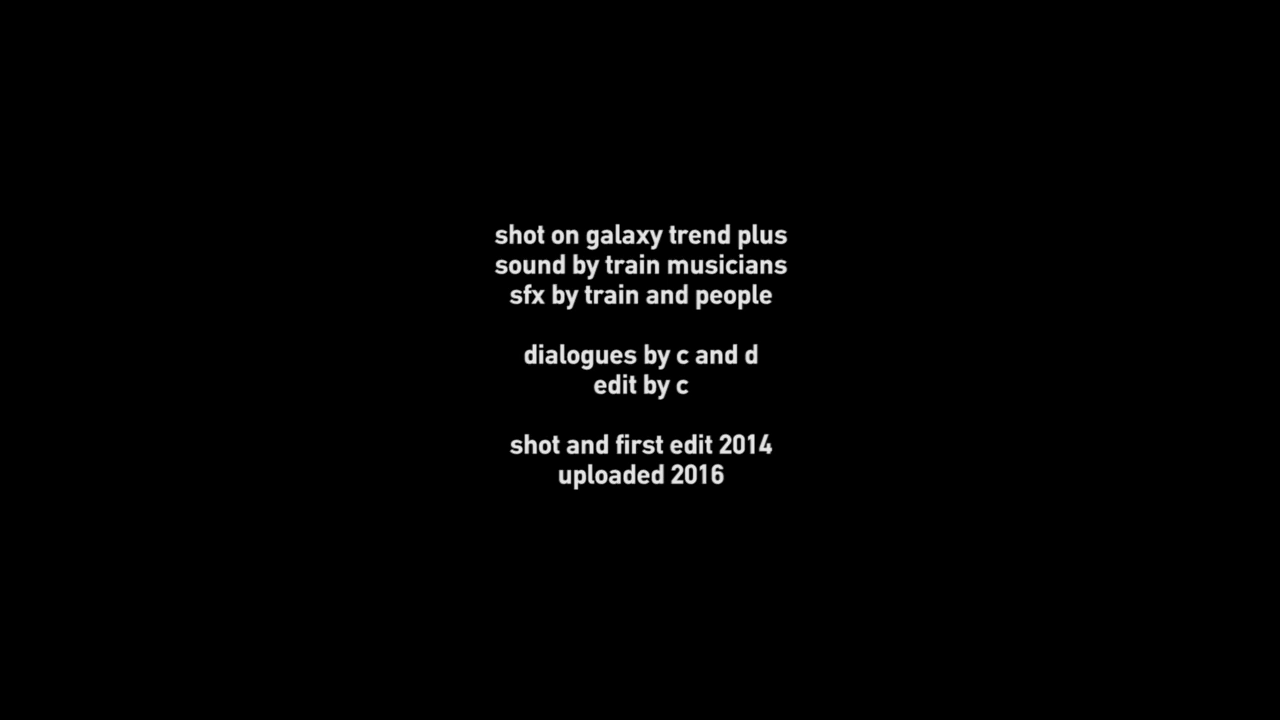 shot on galaxy trend plus
sound by train musicians
sfx by train and people
dialogues by c and d
edit by c
shot and first edit 2014
uploaded 2016